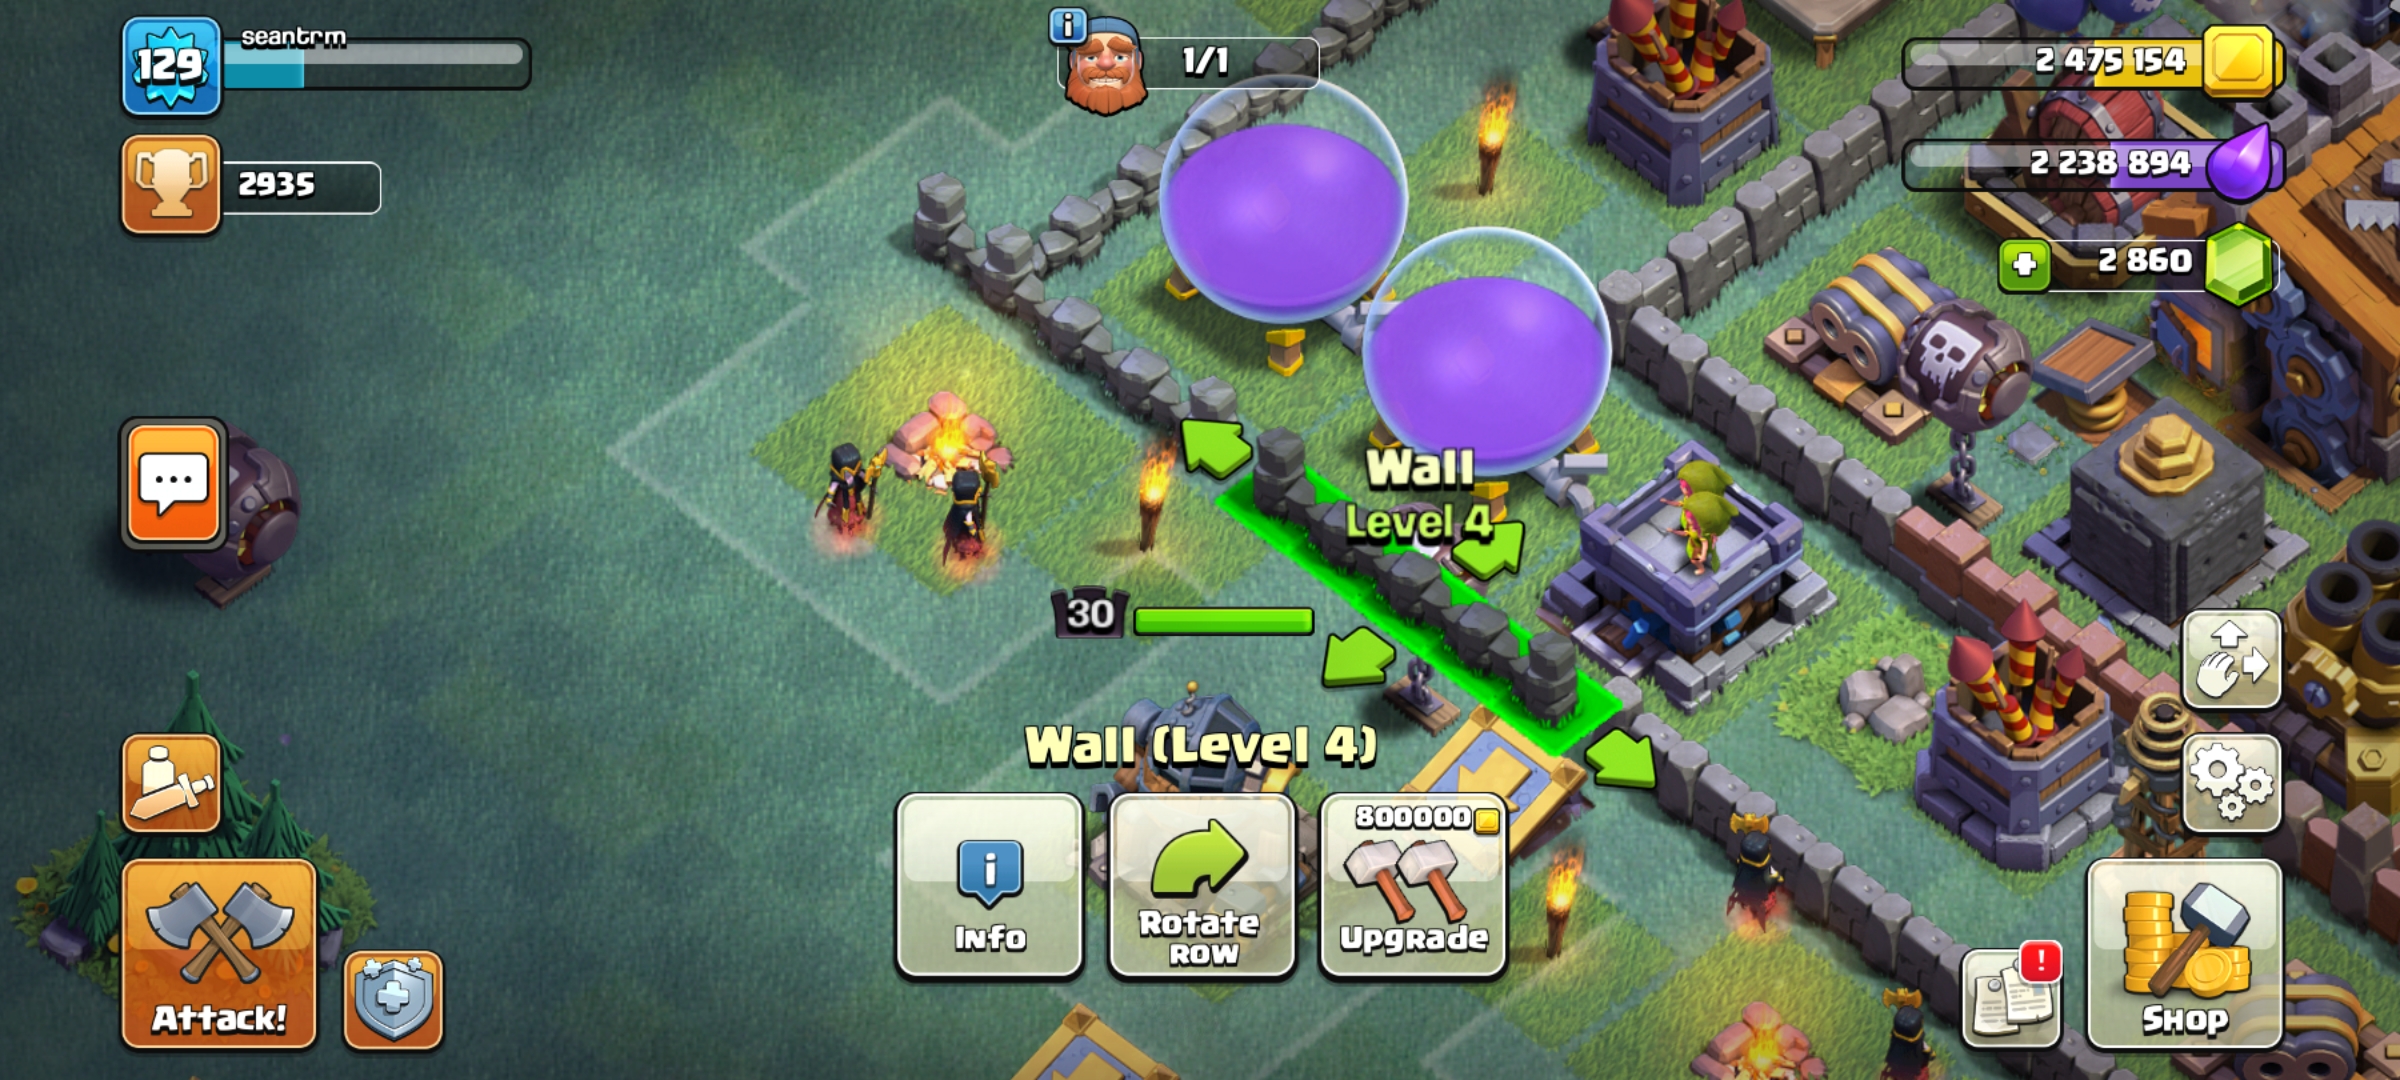 seantrm
129
1/1
2 475 154
2935
2 238 894
2 860
Wall
Level 4
30
Wall (Level 4)
800000
Info
Rotate
row
Upgrade
Attack!
!
Shop